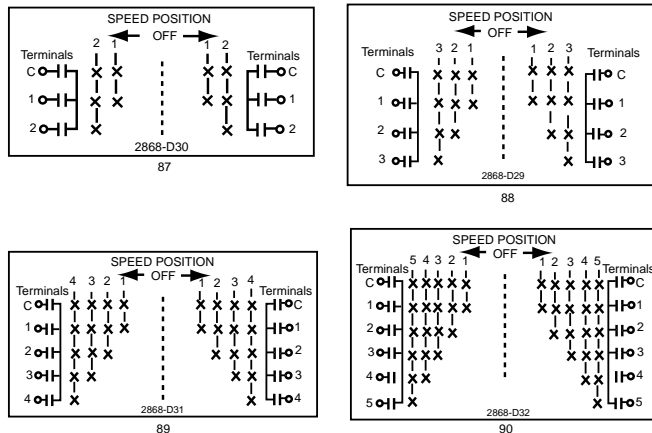 SPEED POSITION
OFF
2 1 1 2
Terminals Terminals
C C
1 1
2 2
2868-D30
87
SPEED POSITION
OFF
3 2 1 1 2 3
Terminals Terminals
C C
1 1
2 2
3 3
2868-D29
88
SPEED POSITION
OFF
4 3 2 1 1 2 3 4
Terminals Terminals
C C
1 1
2 2
3 3
4 4
2868-D31
89
SPEED POSITION
OFF
5 4 3 2 1 1 2 3 4 5
Terminals Terminals
C C
1 1
2 2
3 3
4 4
5 5
2868-D32
90